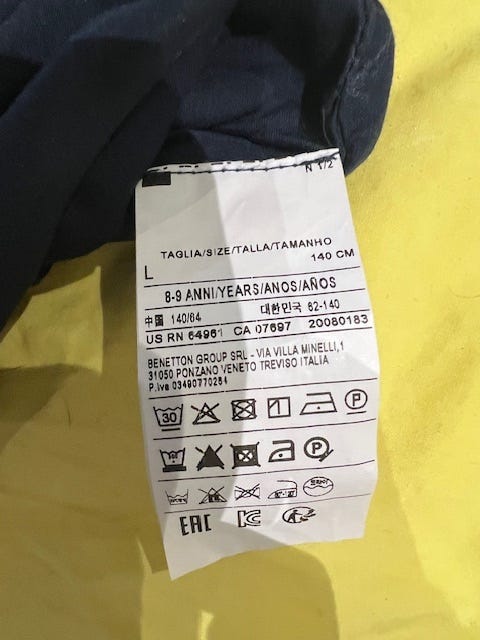 N 1/2
TAGLIA/SIZE/TALLA/TAMANHO
L 140 CM
8-9 ANNI/YEARS/ANOS/AÑOS
中国 140/64 대한민국 62-140
US RN 64961 CA 07697 20080183
BENETTON GROUP SRL - VIA VILLA MINELLI,1
31050 PONZANO VENETO TREVISO ITALIA
P.iva 03490770264
30 P
P
EAC KC